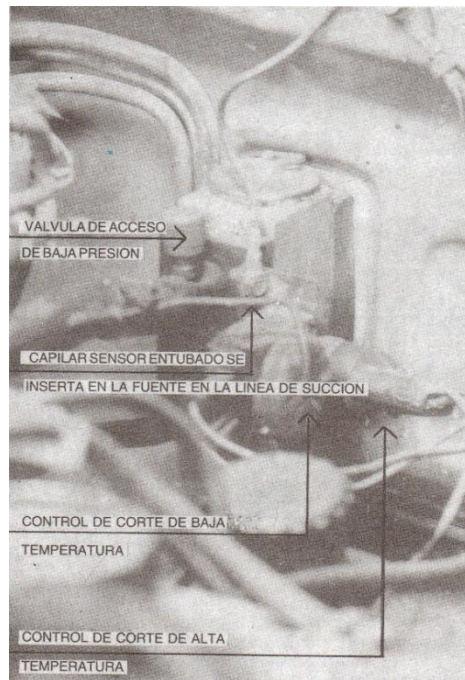 VALVULA DE ACCESO
DE BAJA PRESION
CAPILAR SENSOR ENTUBADO SE
INSERTA EN LA FUENTE EN LA LINEA DE SUCCION
CONTROL DE CORTE DE BAJA
TEMPERATURA
CONTROL DE CORTE DE ALTA
TEMPERATURA